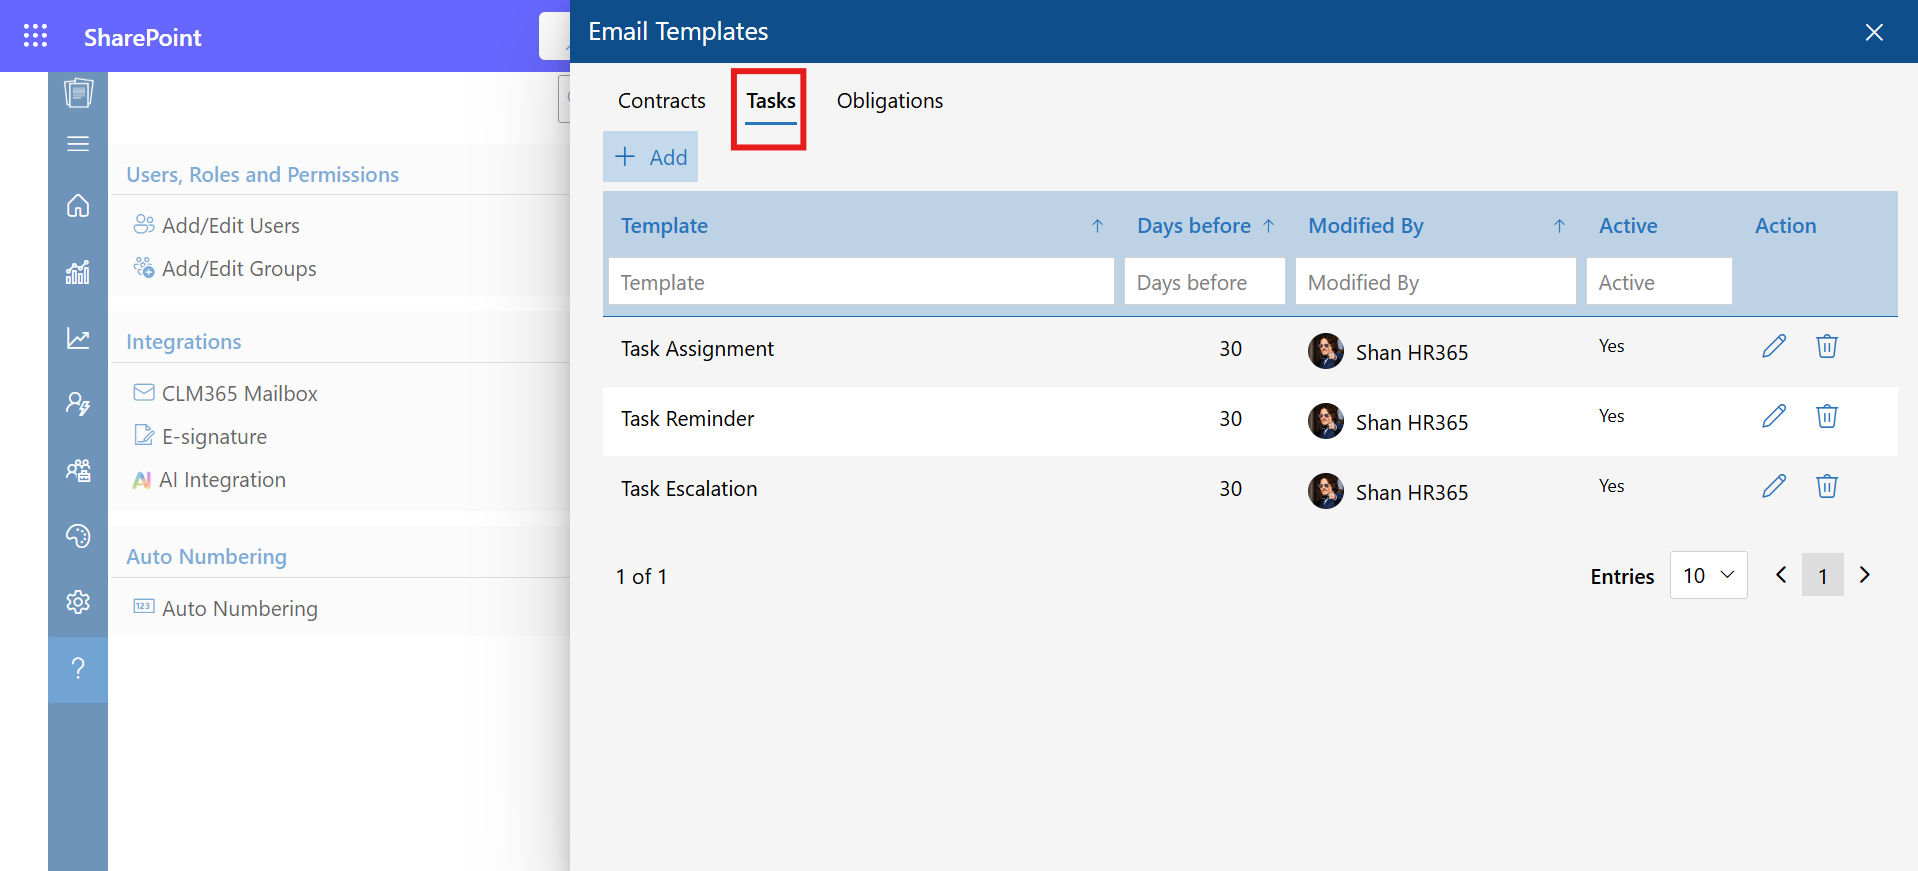 SharePoint
Email Templates
Contracts Tasks Obligations
+ Add
Users, Roles and Permissions
Add/Edit Users
Add/Edit Groups
Integrations
CLM365 Mailbox
E-signature
AI AI Integration
Auto Numbering
123 Auto Numbering
?
Template Days before Modified By Active Action
Template Days before Modified By Active
Task Assignment 30 Shan HR365 Yes
Task Reminder 30 Shan HR365 Yes
Task Escalation 30 Shan HR365 Yes
1 of 1 Entries 10 1